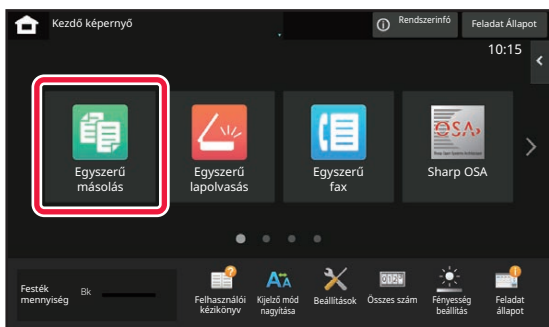 Kezdő képernyő
Rendszerinfó
Feladat Állapot
10:15
Egyszerű
másolás
Egyszerű
lapolvasás
Egyszerű
fax
OSA
Sharp OSA
Festék
mennyiség
Bk
Felhasználói
kézikönyv
Kijelző mód
nagyítása
Beállítások
Összes szám
Fényesség
beállítás
Feladat
állapot